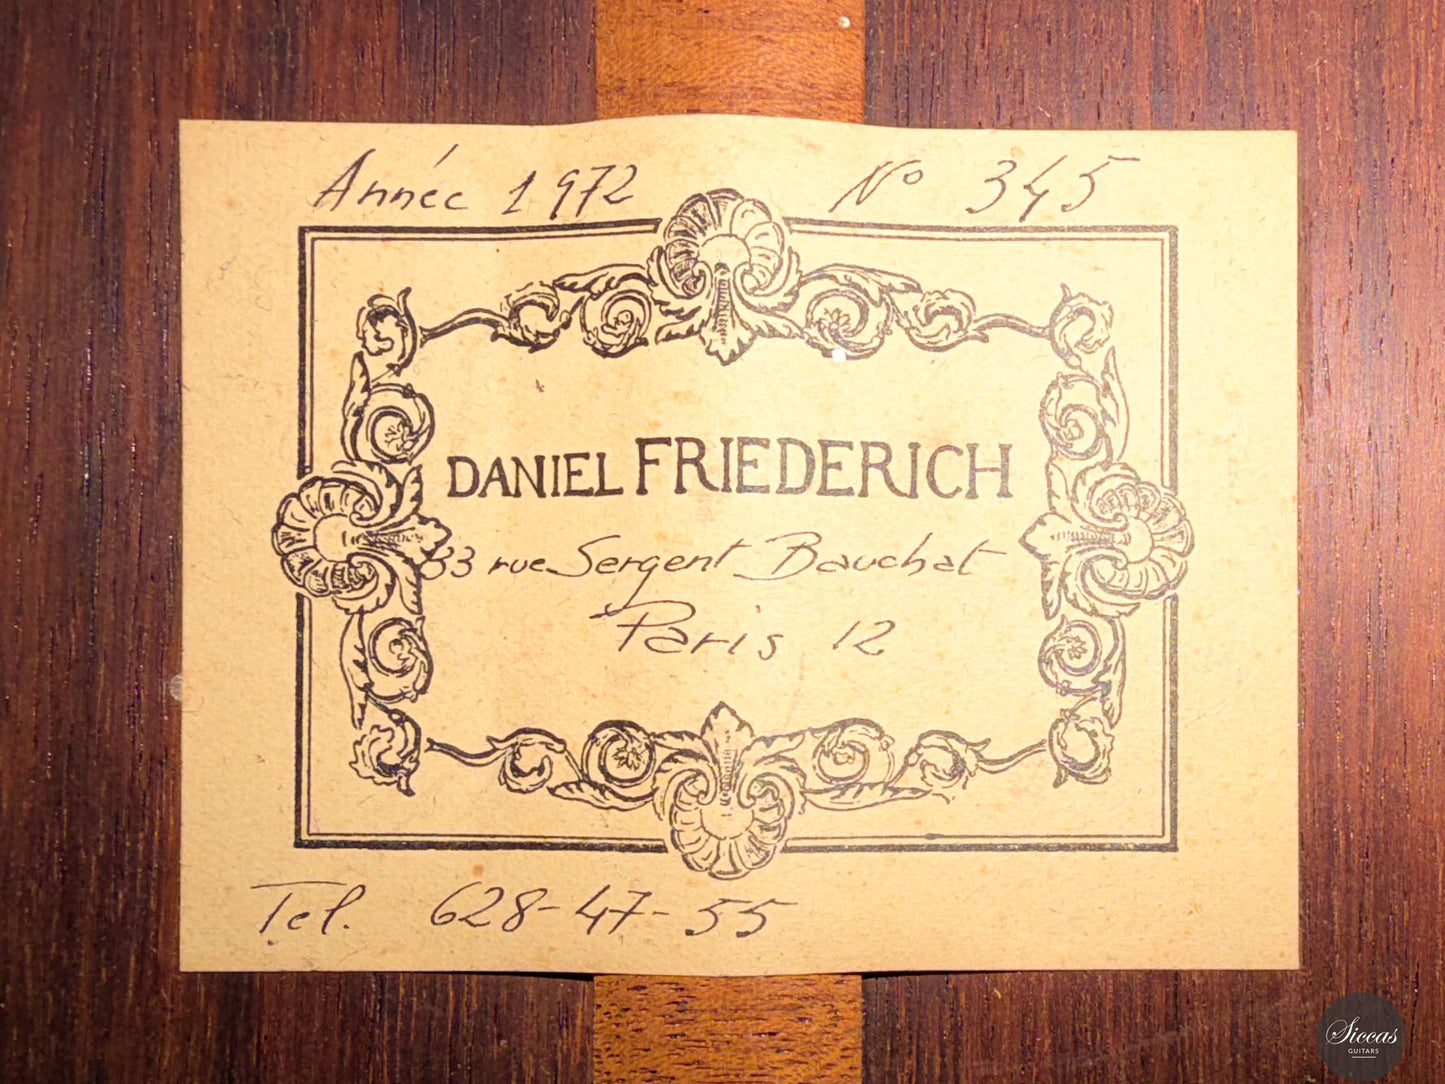 Année 1972 N° 345
DANIEL FRIEDERICH
33 rue Sergent Bauchat
Paris 12
Tel. 628-47-55
Siccas
GUITARS